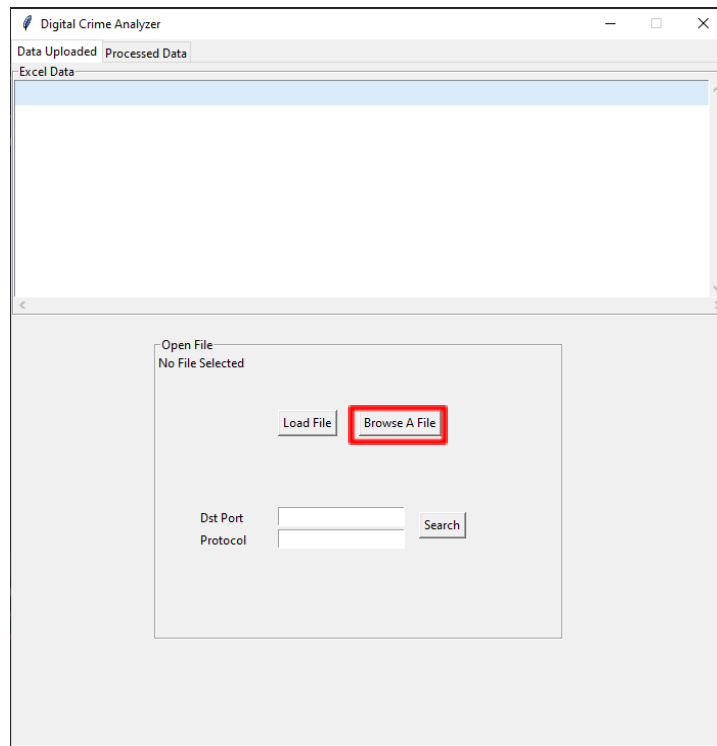 Digital Crime Analyzer
Data Uploaded Processed Data
Excel Data
Open File
No File Selected
Load File Browse A File
Dst Port
Search
Protocol